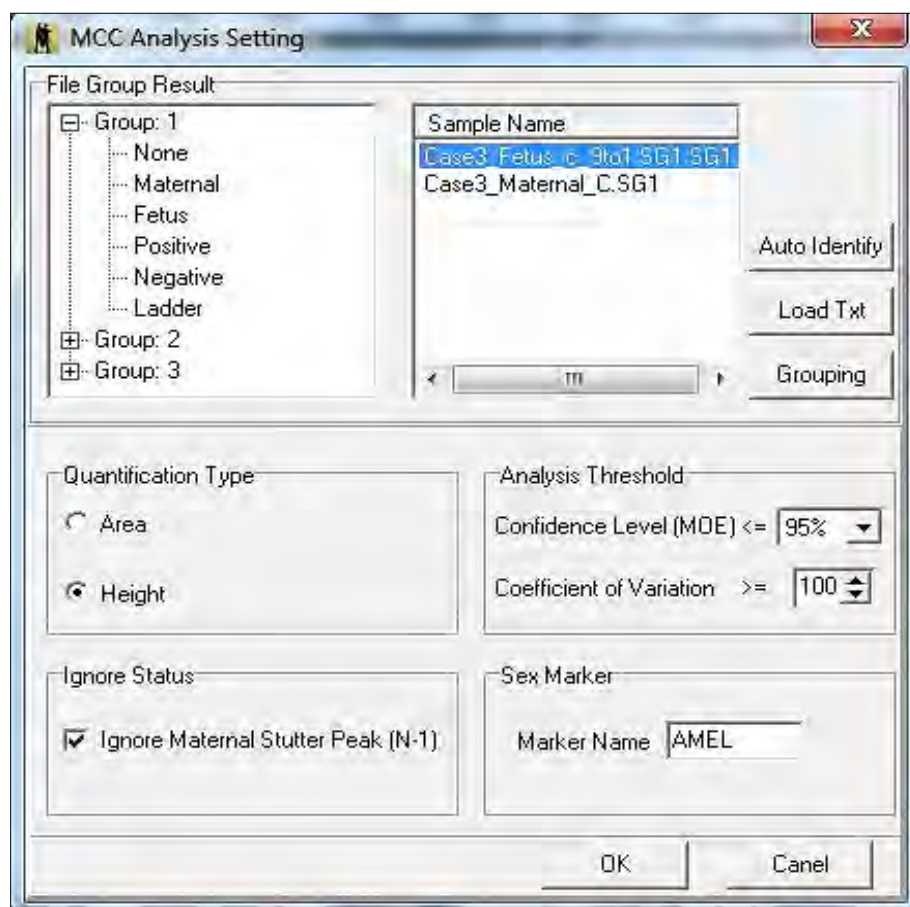 MCC Analysis Setting
File Group Result
Group: 1
None
Maternal
Fetus
Positive
Negative
Ladder
Group: 2
Group: 3
Sample Name
Case3_Fetus_c_9to1.SG1.SG1
Case3_Maternal_C.SG1
Auto Identify
Load Txt
Grouping
Quantification Type
Area
Height
Analysis Threshold
Confidence Level (MOE) <= 95%
Coefficient of Variation >= 100
Ignore Status
Ignore Maternal Stutter Peak (N-1)
Sex Marker
Marker Name AMEL
OK
Canel